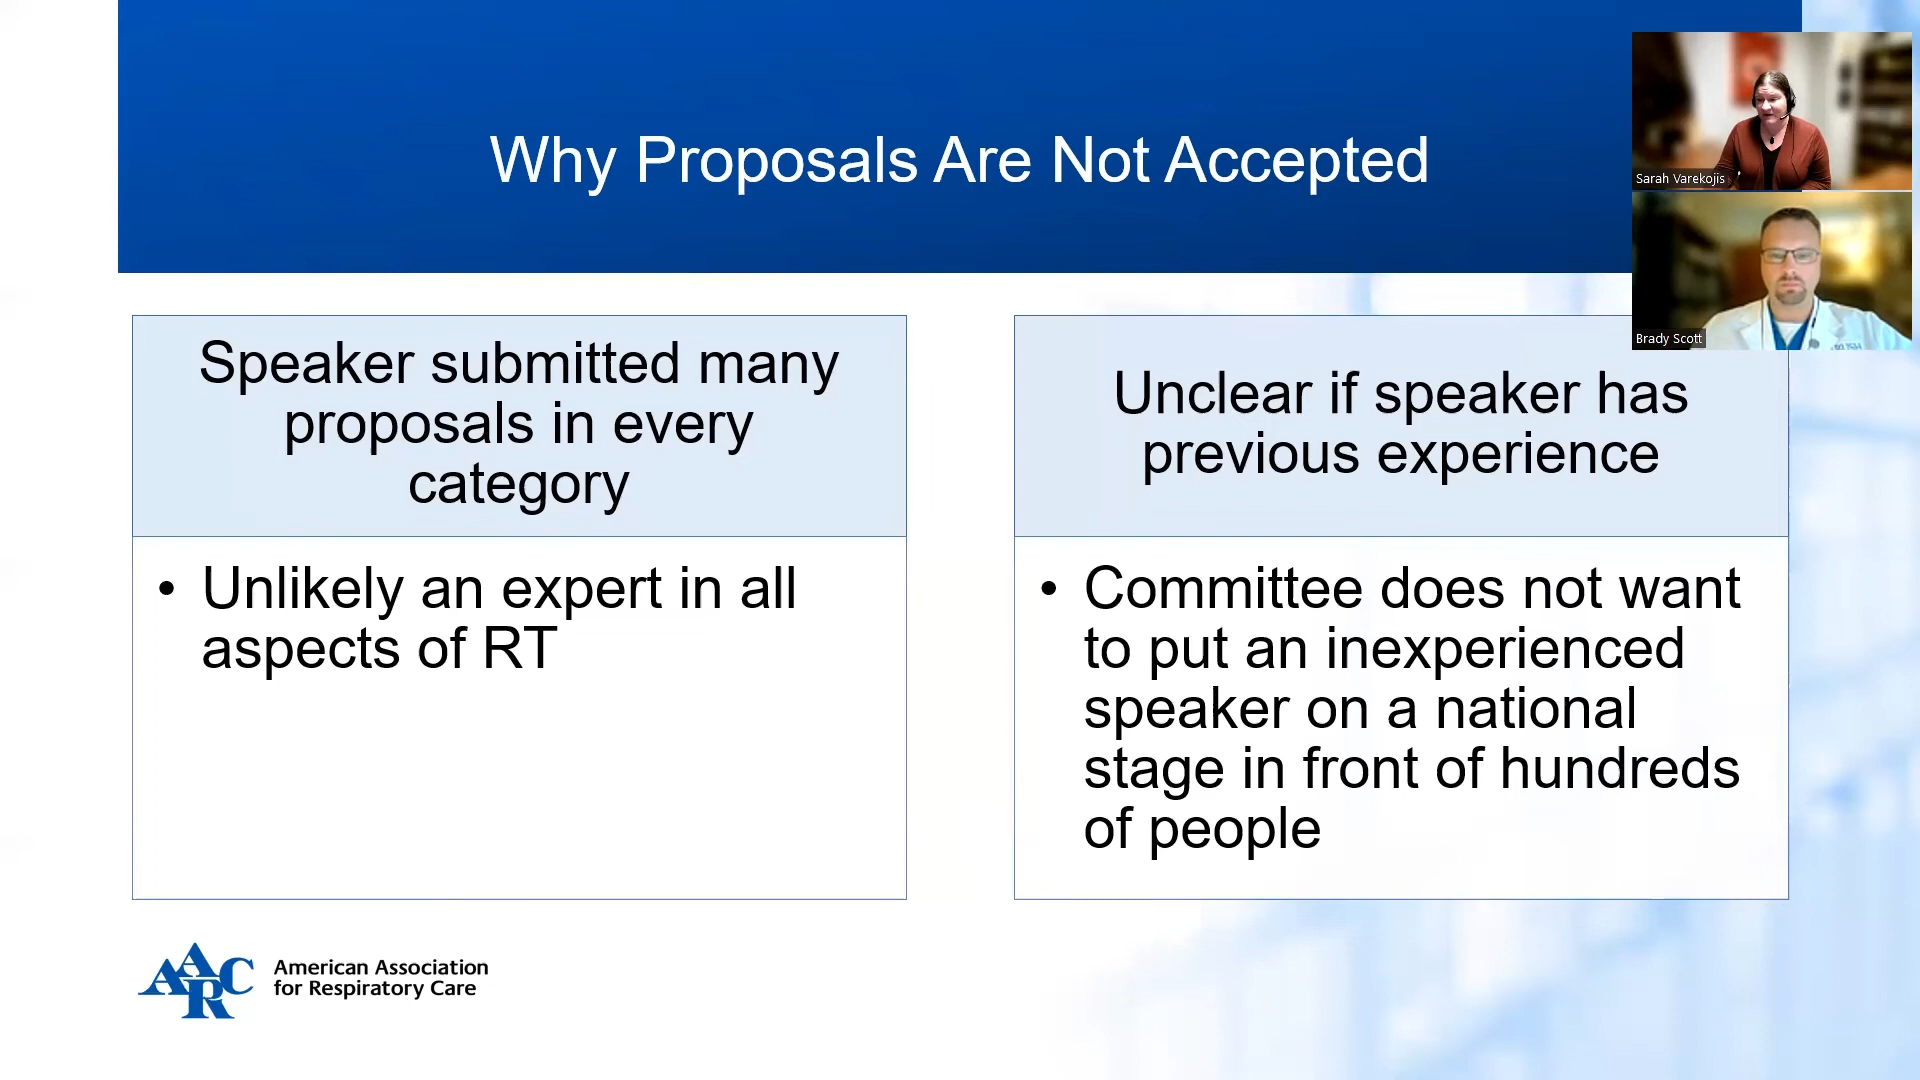 Why Proposals Are Not Accepted
Sarah Varekojis
Brady Scott
Speaker submitted many
proposals in every
category
• Unlikely an expert in all
aspects of RT
Unclear if speaker has
previous experience
• Committee does not want
to put an inexperienced
speaker on a national
stage in front of hundreds
of people
AARC
American Association
for Respiratory Care